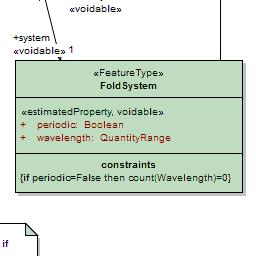 «voidable»
+system
«voidable» 1
«FeatureType»
FoldSystem
«estimatedProperty, voidable»
+ periodic: Boolean
+ wavelength: QuantityRange
constraints
{if periodic=False then count(Wavelength)=0}
if